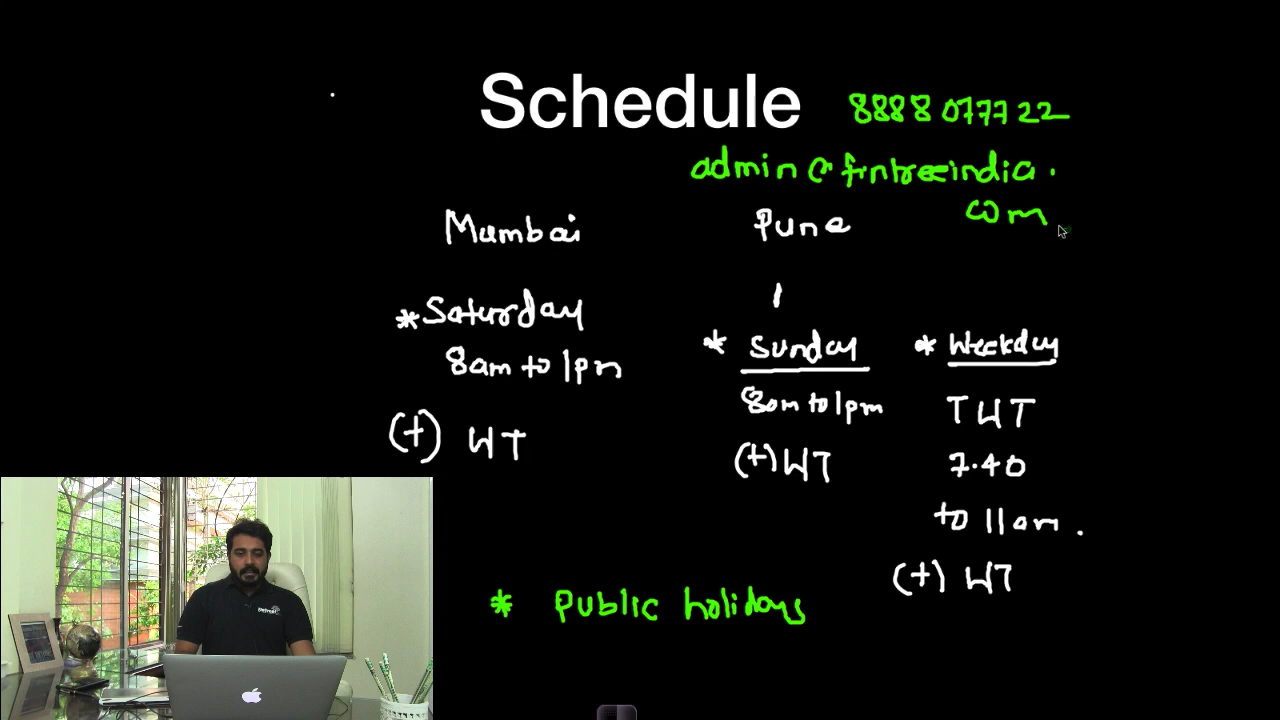 Schedule
8888 077722
admin@fintreeindia.
com
Mumbai
Pune
*Saturday
8am to 1pm
(+) WT
* Sunday
8am to 1pm
(+) WT
* Weekday
TWT
7.40
to 11am.
(+) WT
* Public holidays